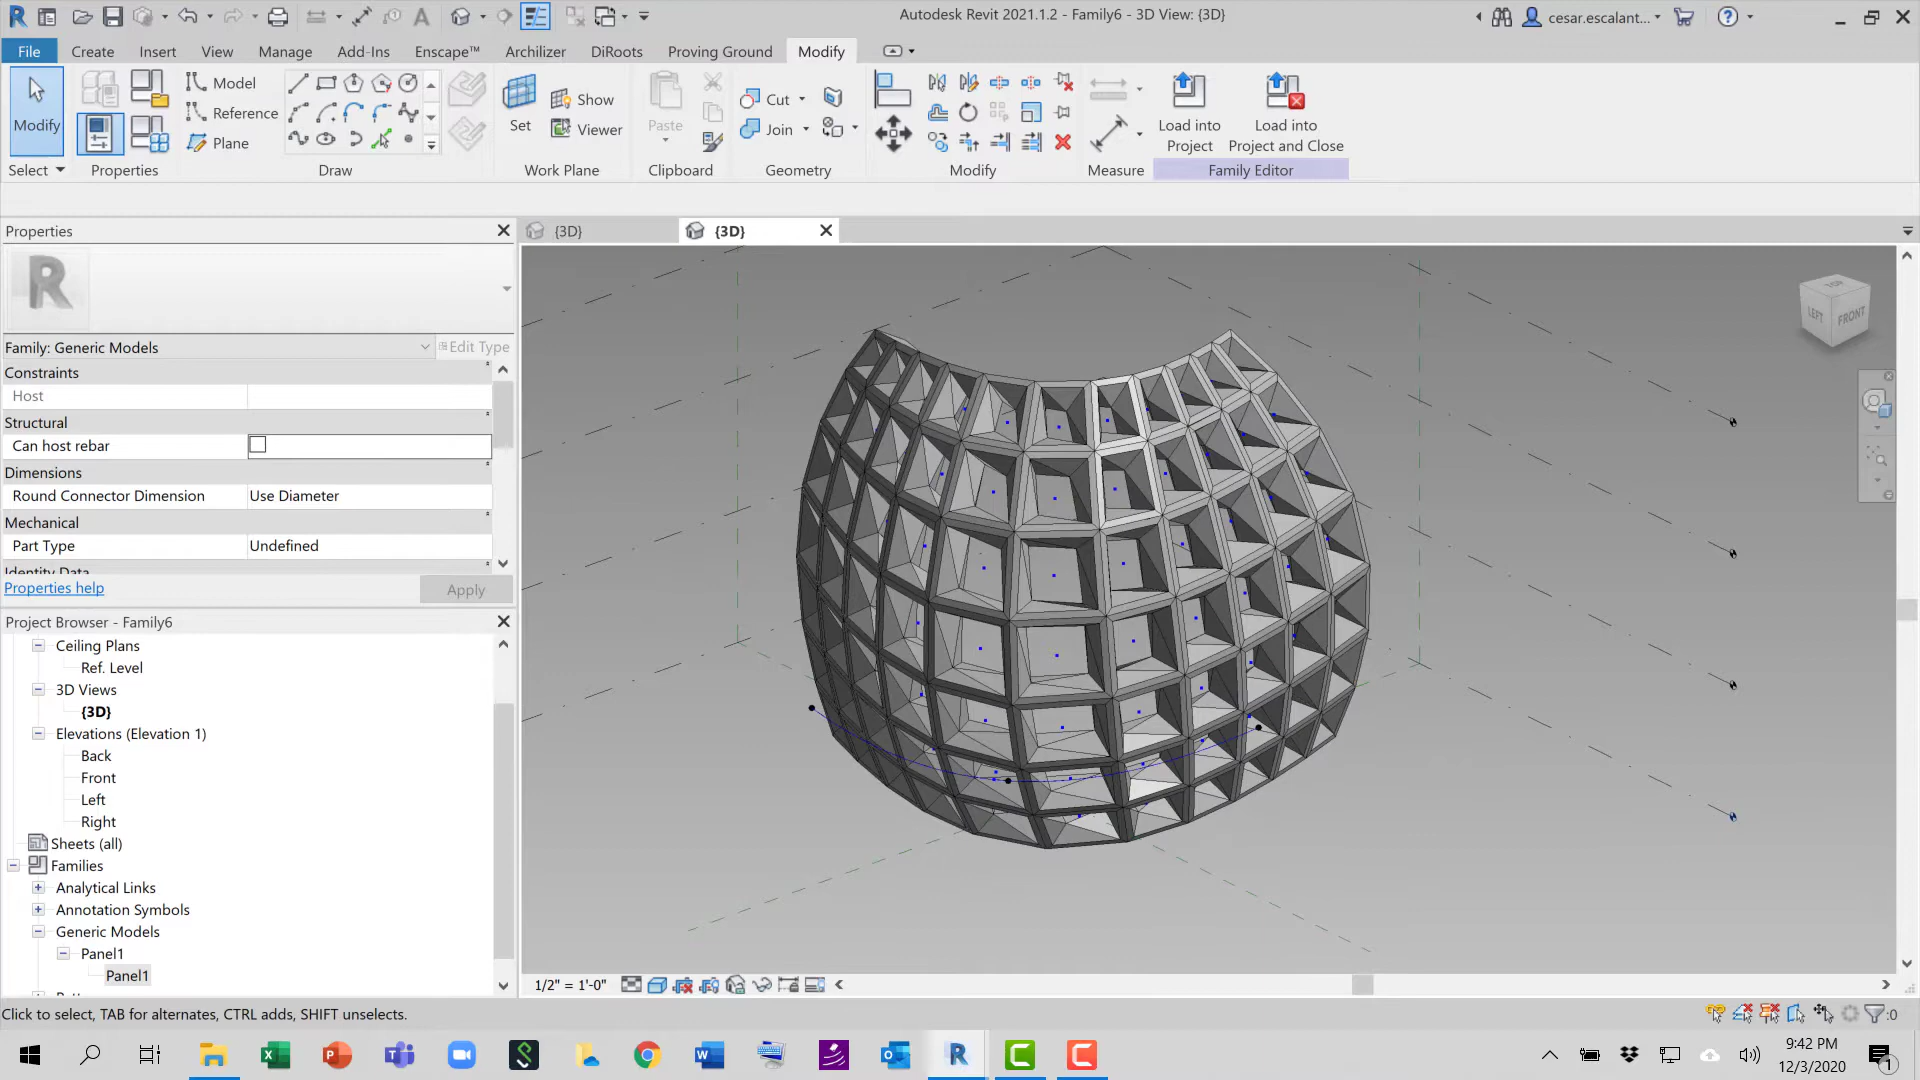 Autodesk Revit 2021.1.2 - Family6 - 3D View: {3D}
cesar.escalant...
File Create Insert View Manage Add-Ins Enscape™ Archilizer DiRoots Proving Ground Modify
Modify
Model
Reference
Plane
Set
Show
Viewer
Paste
Cut
Join
Load into Project
Load into Project and Close
Select Properties Draw Work Plane Clipboard Geometry Modify Measure Family Editor
Properties
{3D}
{3D}
R
Family: Generic Models
Edit Type
Constraints
Host
Structural
Can host rebar
Dimensions
Round Connector Dimension Use Diameter
Mechanical
Part Type Undefined
Identity Data
Properties help
Apply
Project Browser - Family6
Ceiling Plans
Ref. Level
3D Views
{3D}
Elevations (Elevation 1)
Back
Front
Left
Right
Sheets (all)
Families
Analytical Links
Annotation Symbols
Generic Models
Panel1
Panel1
TOP
LEFT
FRONT
1/2" = 1'-0"
Click to select, TAB for alternates, CTRL adds, SHIFT unselects.
:0
9:42 PM
12/3/2020
1